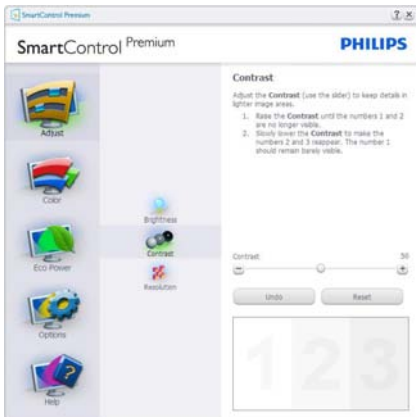 SmartControl Premium
SmartControl Premium
PHILIPS
Adjust
Color
Eco Power
Options
Help
Brightness
Contrast
Resolution
Contrast
Adjust the Contrast (use the slider) to keep details in
lighter image areas.
1. Raise the Contrast until the numbers 1 and 2
are no longer visible.
2. Slowly lower the Contrast to make the
numbers 2 and 3 reappear. The number 1
should remain barely visible.
Contrast 50
Undo Reset
1 2 3